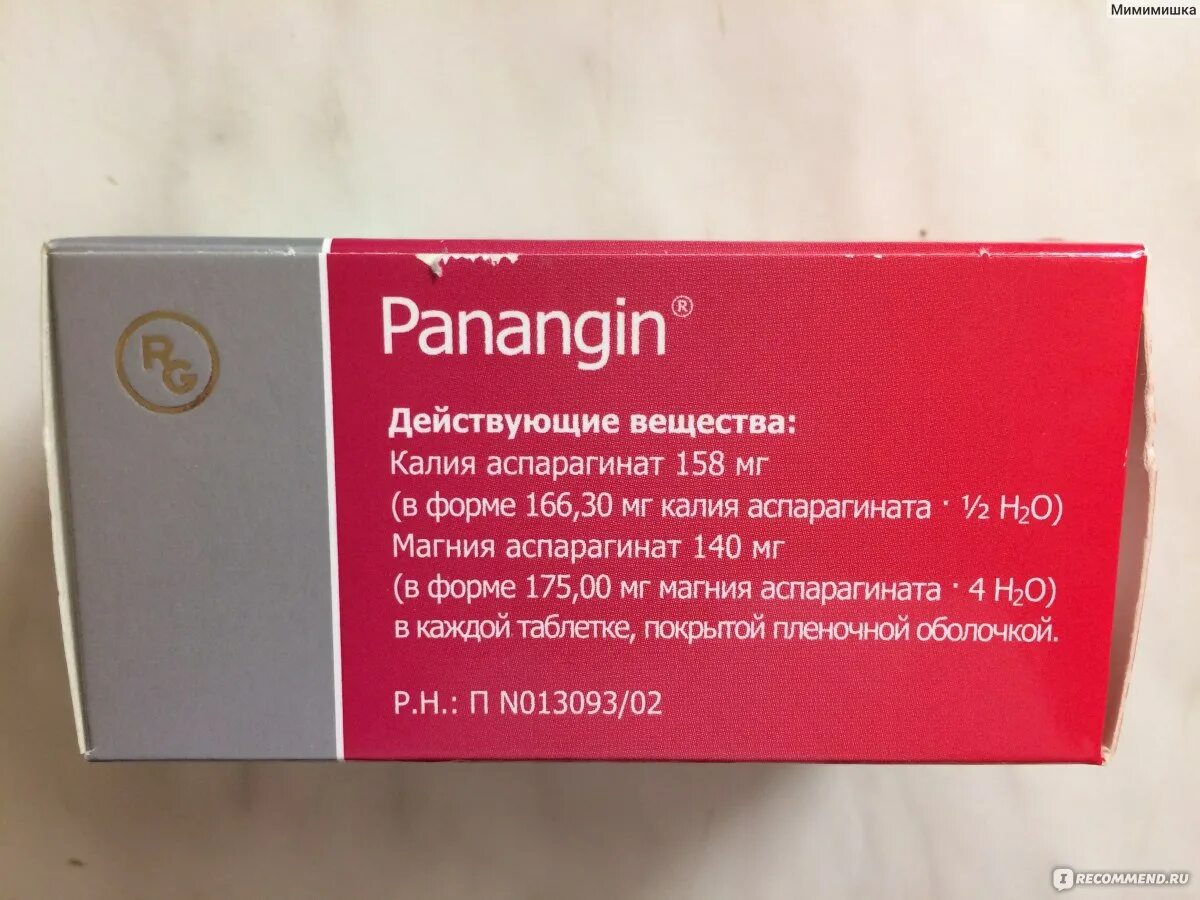 Мимимишка
RG
Panangin®
Действующие вещества:
Калия аспарагинат 158 мг
(в форме 166,30 мг калия аспарагината · ½ H₂O)
Магния аспарагинат 140 мг
(в форме 175,00 мг магния аспарагината · 4 H₂O)
в каждой таблетке, покрытой пленочной оболочкой.
Р.Н.: П N013093/02
I RECOMMEND.RU